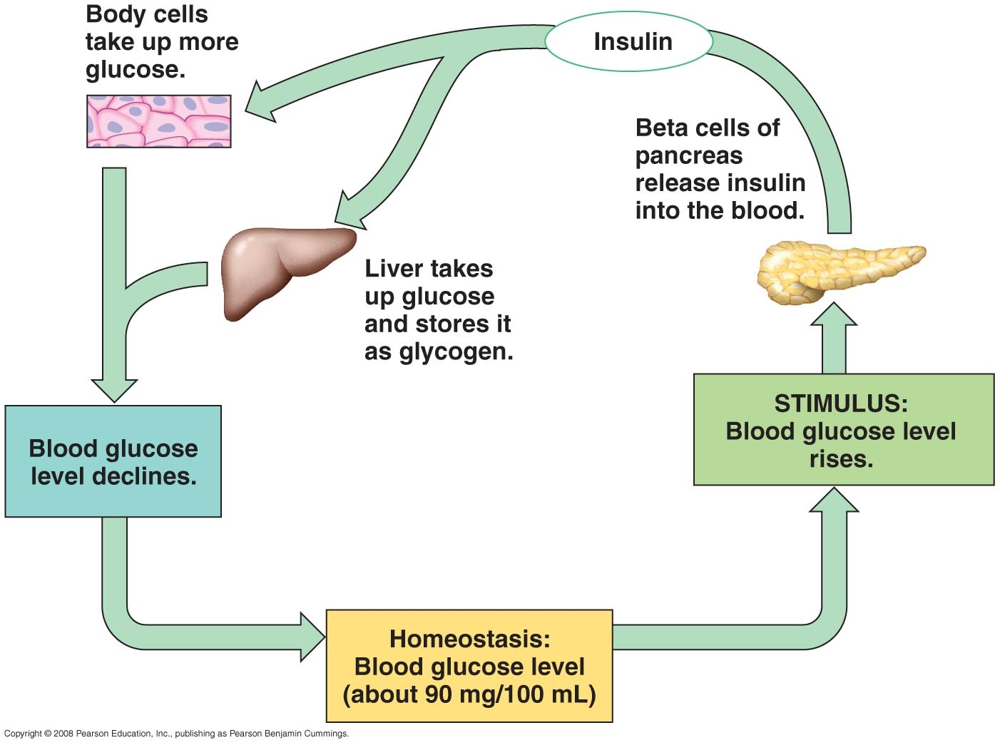 Body cells
take up more
glucose.
Insulin
Beta cells of
pancreas
release insulin
into the blood.
Liver takes
up glucose
and stores it
as glycogen.
STIMULUS:
Blood glucose level
rises.
Blood glucose
level declines.
Homeostasis:
Blood glucose level
(about 90 mg/100 mL)
Copyright © 2008 Pearson Education, Inc., publishing as Pearson Benjamin Cummings.